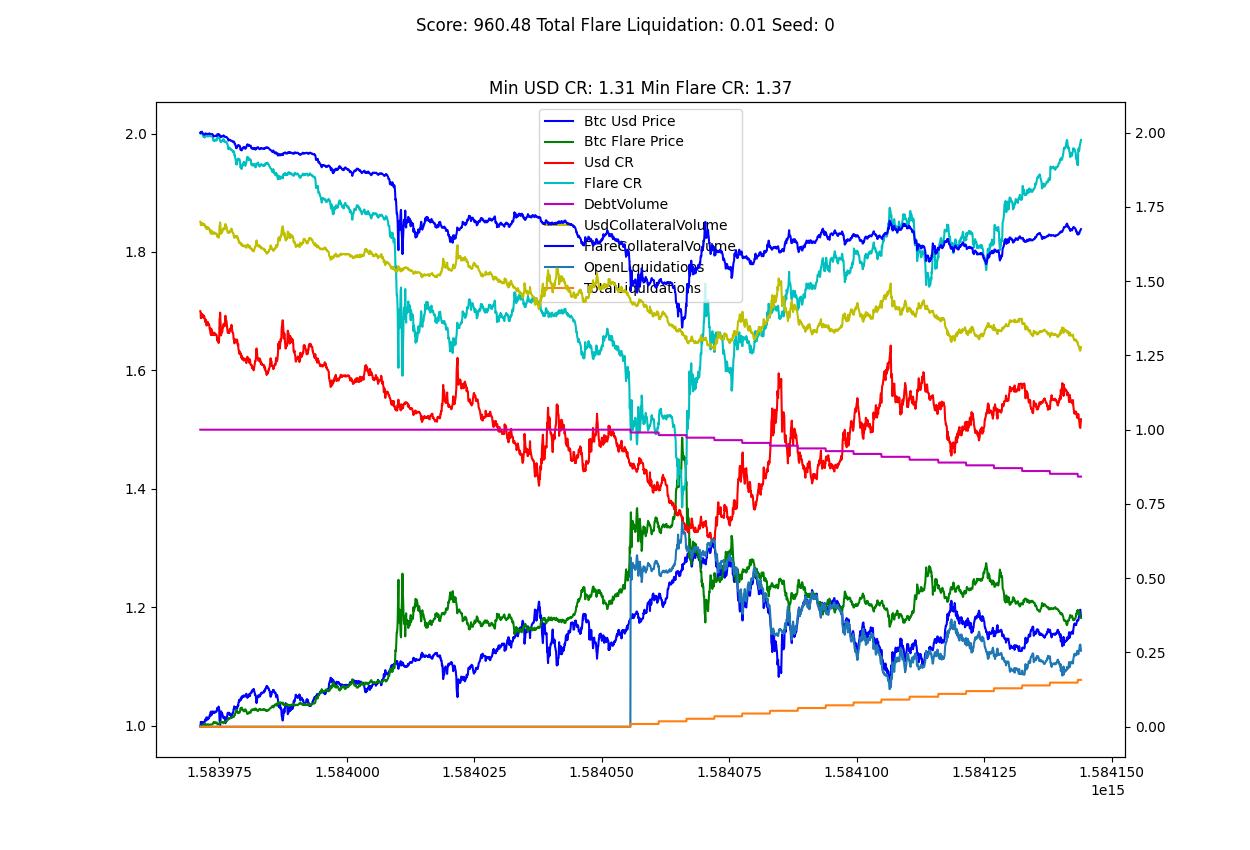 Score: 960.48 Total Flare Liquidation: 0.01 Seed: 0
Min USD CR: 1.31 Min Flare CR: 1.37
Btc Usd Price
Btc Flare Price
Usd CR
Flare CR
DebtVolume
UsdCollateralVolume
FlareCollateralVolume
OpenLiquidations
TotalLiquidations
2.0
1.8
1.6
1.4
1.2
1.0
2.00
1.75
1.50
1.25
1.00
0.75
0.50
0.25
0.00
1.583975 1.584000 1.584025 1.584050 1.584075 1.584100 1.584125 1.584150
1e15